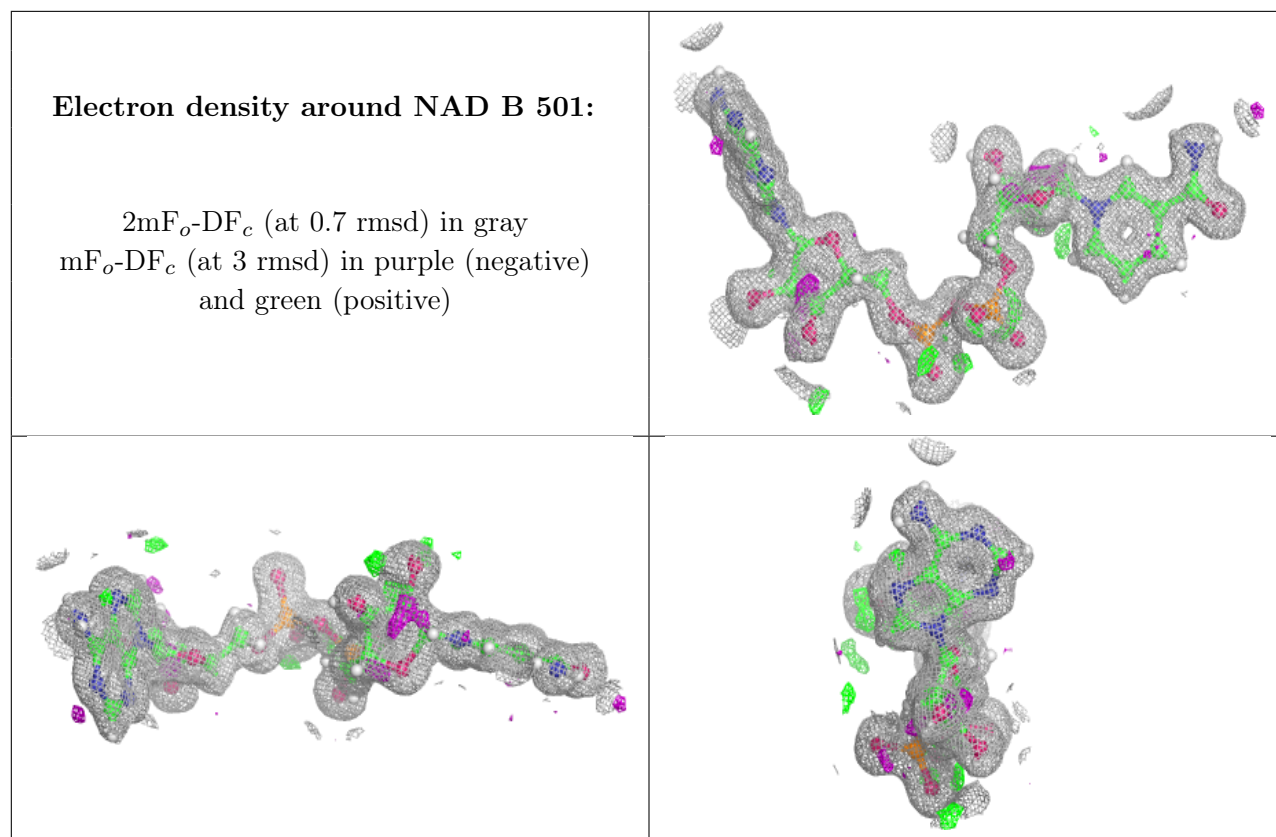 Electron density around NAD B 501:
2mFo-DFc (at 0.7 rmsd) in gray
mFo-DFc (at 3 rmsd) in purple (negative)
and green (positive)